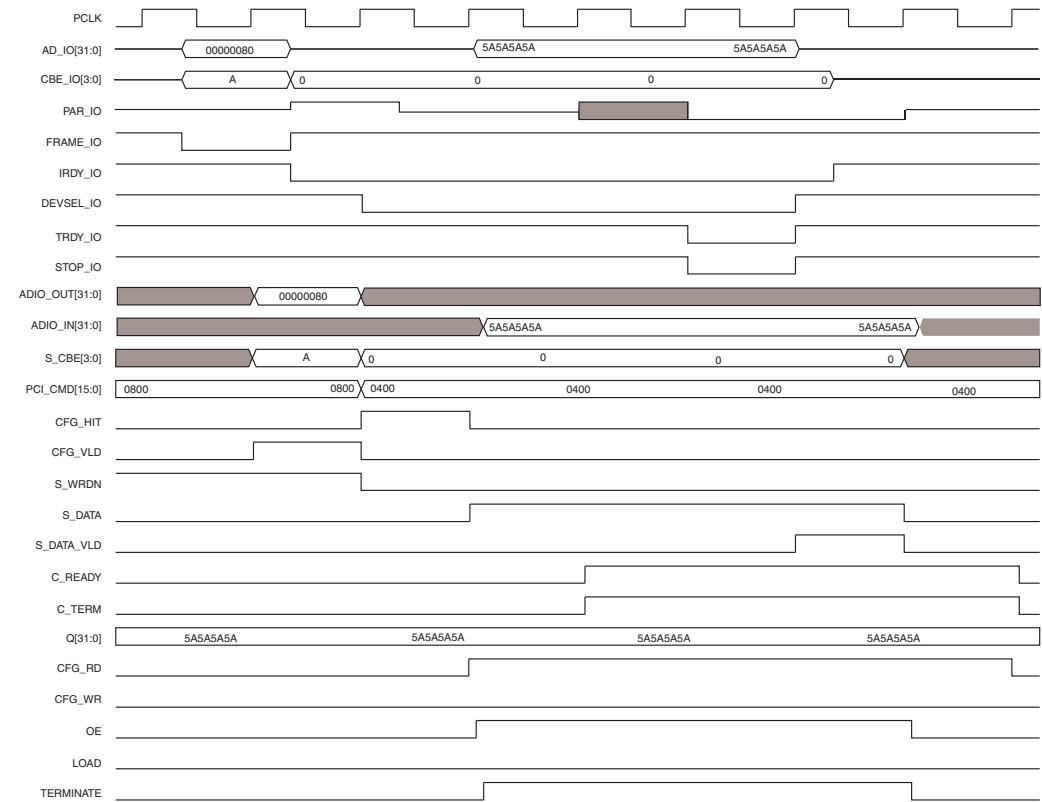 PCLK
AD_IO[31:0] 00000080 5A5A5A5A 5A5A5A5A
CBE_IO[3:0] A 0 0 0 0
PAR_IO
FRAME_IO
IRDY_IO
DEVSEL_IO
TRDY_IO
STOP_IO
ADIO_OUT[31:0] 00000080
ADIO_IN[31:0] 5A5A5A5A 5A5A5A5A
S_CBE[3:0] A 0 0 0 0
PCI_CMD[15:0] 0800 0800 0400 0400 0400 0400
CFG_HIT
CFG_VLD
S_WRDN
S_DATA
S_DATA_VLD
C_READY
C_TERM
Q[31:0] 5A5A5A5A 5A5A5A5A 5A5A5A5A 5A5A5A5A
CFG_RD
CFG_WR
OE
LOAD
TERMINATE